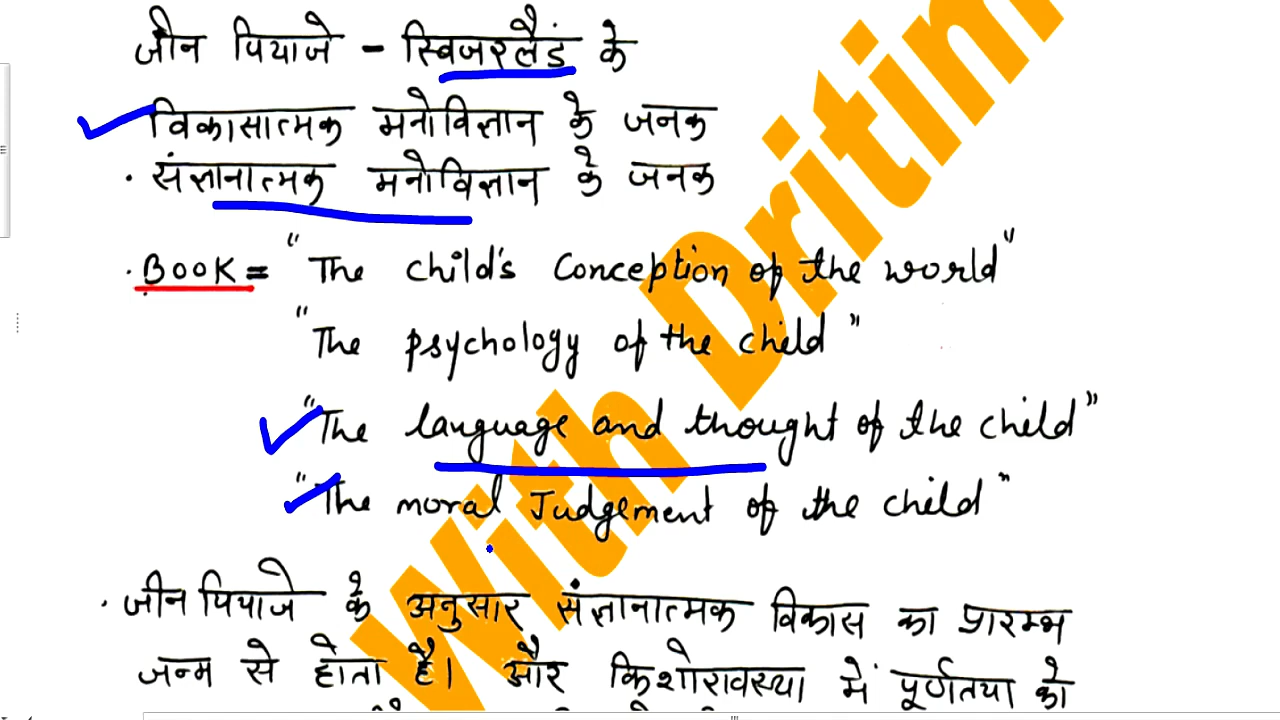 जीन पियाजे - स्विजरलैंड के
विकासात्मक मनोविज्ञान के जनक
· संज्ञानात्मक मनोविज्ञान के जनक
· BOOK = "The child's Conception of the world"
"The psychology of the child"
"The language and thought of the child"
"The moral Judgement of the child"
· जीन पियाजे के अनुसार संज्ञानात्मक विकास का प्रारम्भ
जन्म से होता है। और किशोरावस्था में पूर्णतया को
With Dritim